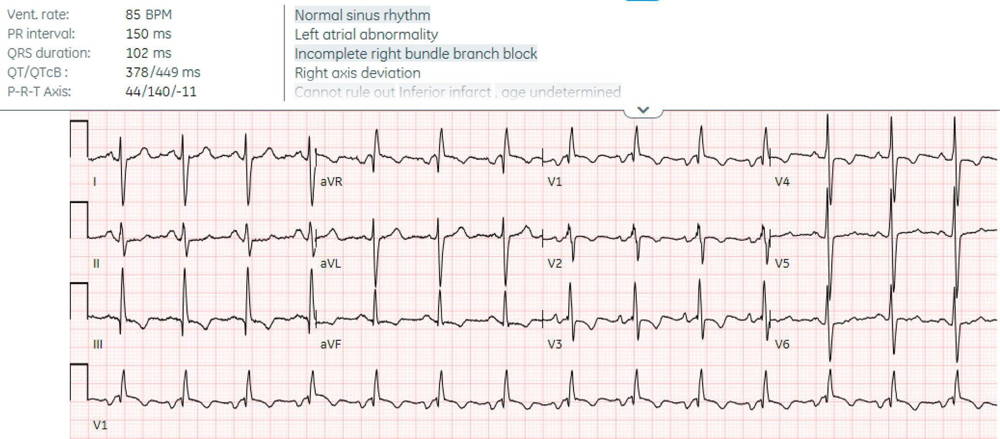 Vent. rate: 85 BPM
PR interval: 150 ms
QRS duration: 102 ms
QT/QTcB : 378/449 ms
P-R-T Axis: 44/140/-11
Normal sinus rhythm
Left atrial abnormality
Incomplete right bundle branch block
Right axis deviation
Cannot rule out Inferior infarct , age undetermined
I aVR V1 V4
II aVL V2 V5
III aVF V3 V6
V1